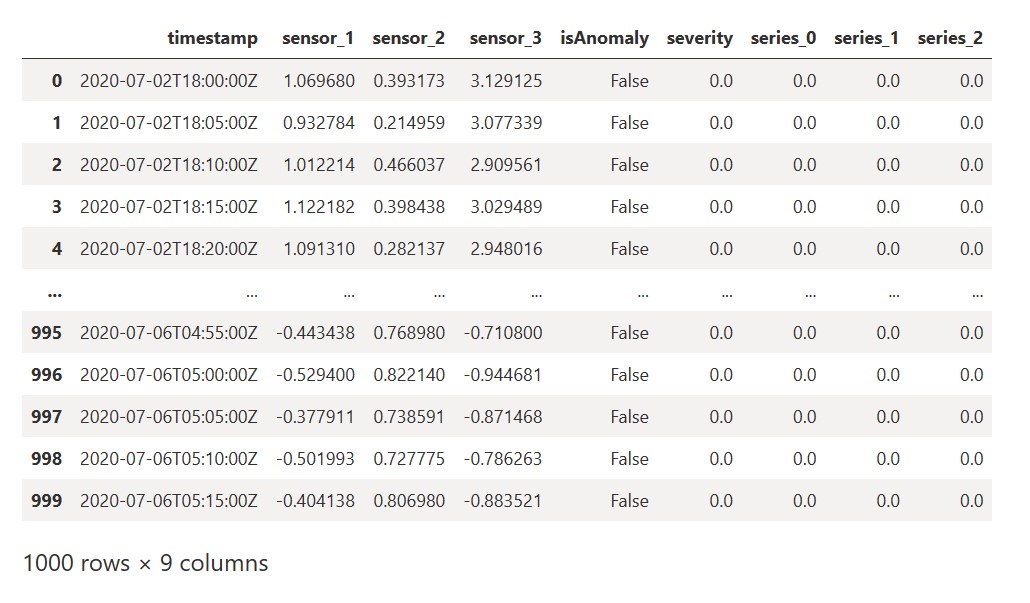 timestamp sensor_1 sensor_2 sensor_3 isAnomaly severity series_0 series_1 series_2
0 2020-07-02T18:00:00Z 1.069680 0.393173 3.129125 False 0.0 0.0 0.0 0.0
1 2020-07-02T18:05:00Z 0.932784 0.214959 3.077339 False 0.0 0.0 0.0 0.0
2 2020-07-02T18:10:00Z 1.012214 0.466037 2.909561 False 0.0 0.0 0.0 0.0
3 2020-07-02T18:15:00Z 1.122182 0.398438 3.029489 False 0.0 0.0 0.0 0.0
4 2020-07-02T18:20:00Z 1.091310 0.282137 2.948016 False 0.0 0.0 0.0 0.0
... ... ... ... ... ... ... ... ... ...
995 2020-07-06T04:55:00Z -0.443438 0.768980 -0.710800 False 0.0 0.0 0.0 0.0
996 2020-07-06T05:00:00Z -0.529400 0.822140 -0.944681 False 0.0 0.0 0.0 0.0
997 2020-07-06T05:05:00Z -0.377911 0.738591 -0.871468 False 0.0 0.0 0.0 0.0
998 2020-07-06T05:10:00Z -0.501993 0.727775 -0.786263 False 0.0 0.0 0.0 0.0
999 2020-07-06T05:15:00Z -0.404138 0.806980 -0.883521 False 0.0 0.0 0.0 0.0
1000 rows × 9 columns